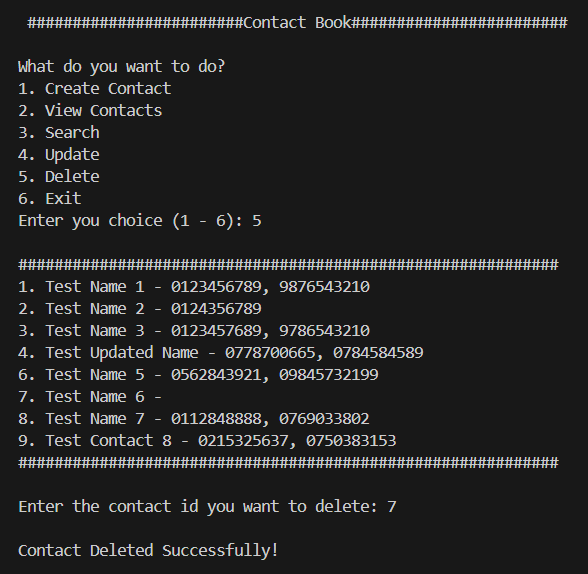 ########################Contact Book########################
What do you want to do?
1. Create Contact
2. View Contacts
3. Search
4. Update
5. Delete
6. Exit
Enter you choice (1 - 6): 5
############################################################
1. Test Name 1 - 0123456789, 9876543210
2. Test Name 2 - 0124356789
3. Test Name 3 - 0123457689, 9786543210
4. Test Updated Name - 0778700665, 0784584589
6. Test Name 5 - 0562843921, 09845732199
7. Test Name 6 -
8. Test Name 7 - 0112848888, 0769033802
9. Test Contact 8 - 0215325637, 0750383153
############################################################
Enter the contact id you want to delete: 7
Contact Deleted Successfully!